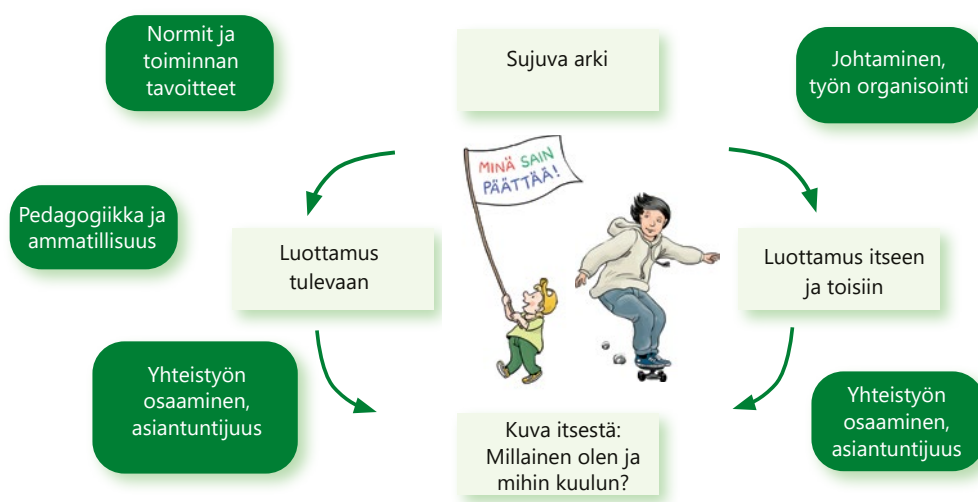 Normit ja
toiminnan
tavoitteet
Sujuva arki
Johtaminen,
työn organisointi
MINÄ SAIN
PÄÄTTÄÄ!
Pedagogiikka ja
ammatillisuus
Luottamus
tulevaan
Luottamus itseen
ja toisiin
Yhteistyön
osaaminen,
asiantuntijuus
Kuva itsestä:
Millainen olen ja
mihin kuulun?
Yhteistyön
osaaminen,
asiantuntijuus